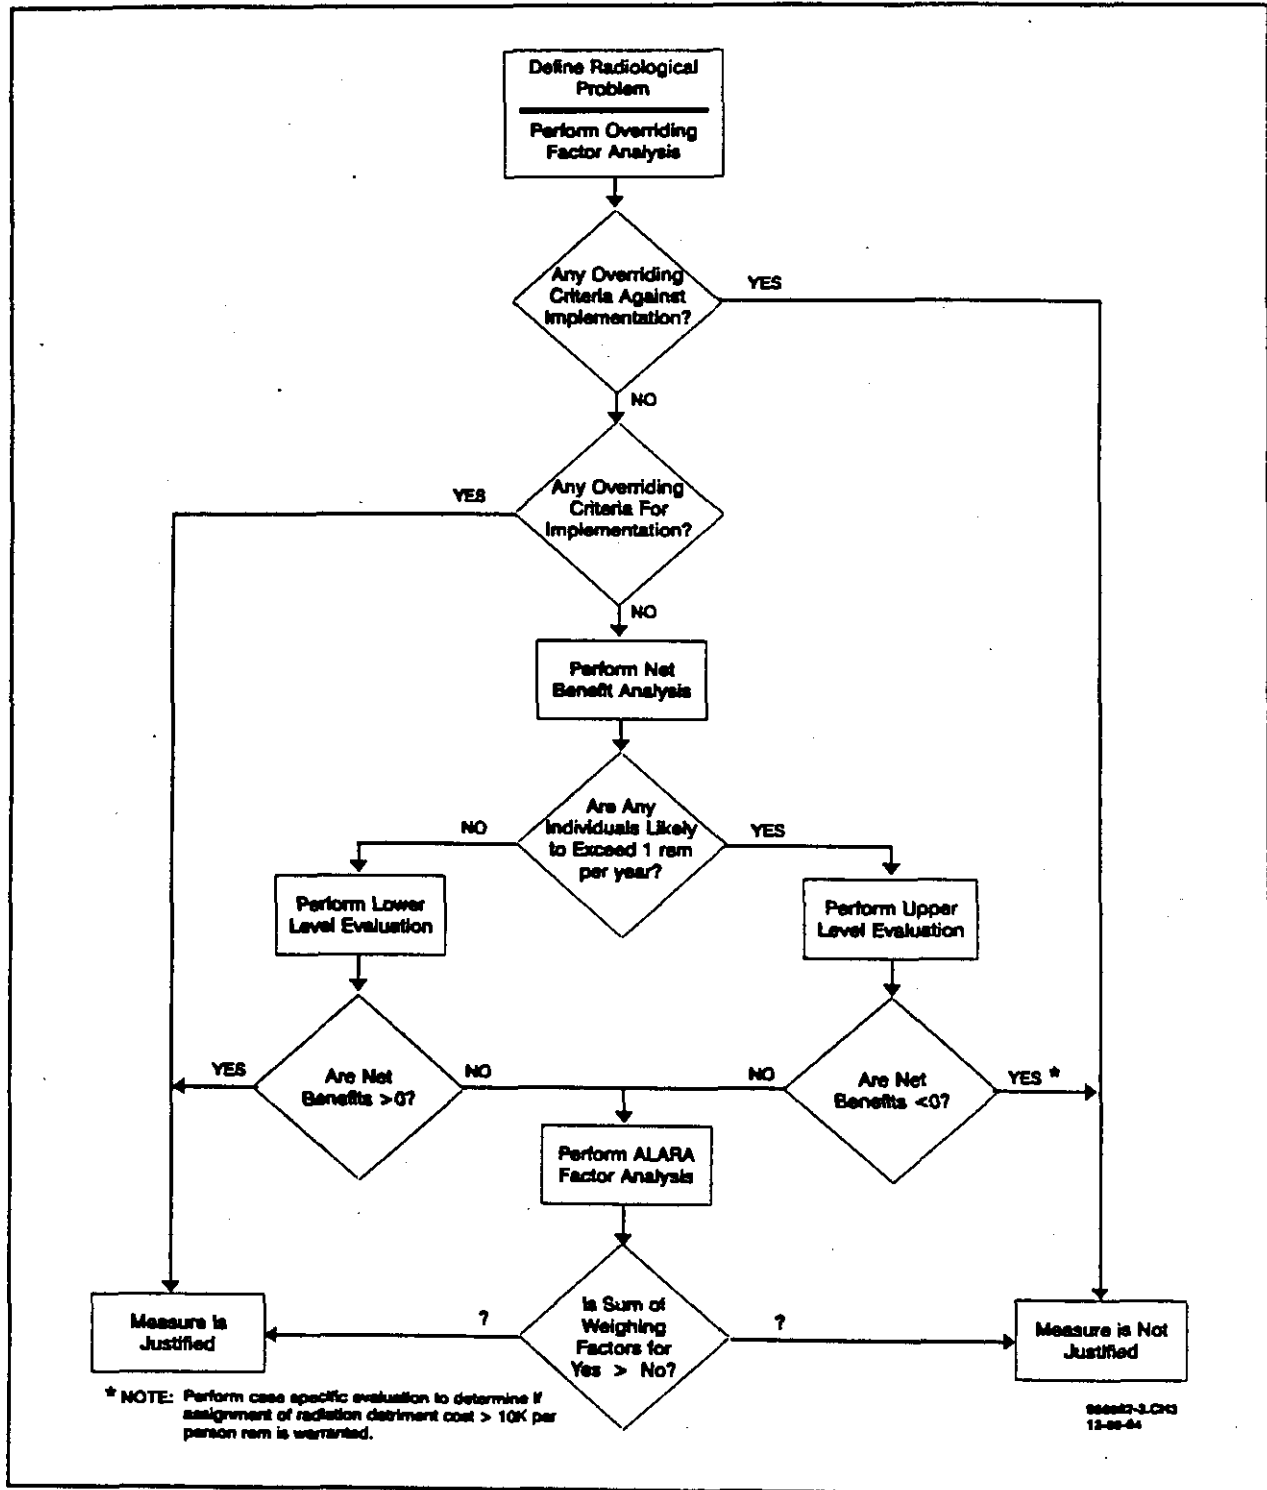 Define Radiological
Problem
Perform Overriding
Factor Analysis
Any Overriding
Criteria Against
Implementation?
YES
NO
Any Overriding
Criteria For
Implementation?
YES
NO
Perform Net
Benefit Analysis
Are Any
Individuals Likely
to Exceed 1 rem
per year?
NO
YES
Perform Lower
Level Evaluation
Perform Upper
Level Evaluation
YES
Are Net
Benefits >0?
NO
NO
Are Net
Benefits <0?
YES *
Perform ALARA
Factor Analysis
Is Sum of
Weighing
Factors for
Yes > No?
?
?
Measure is
Justified
Measure is Not
Justified
* NOTE: Perform case specific evaluation to determine if
assignment of radiation detriment cost > 10K per
person rem is warranted.